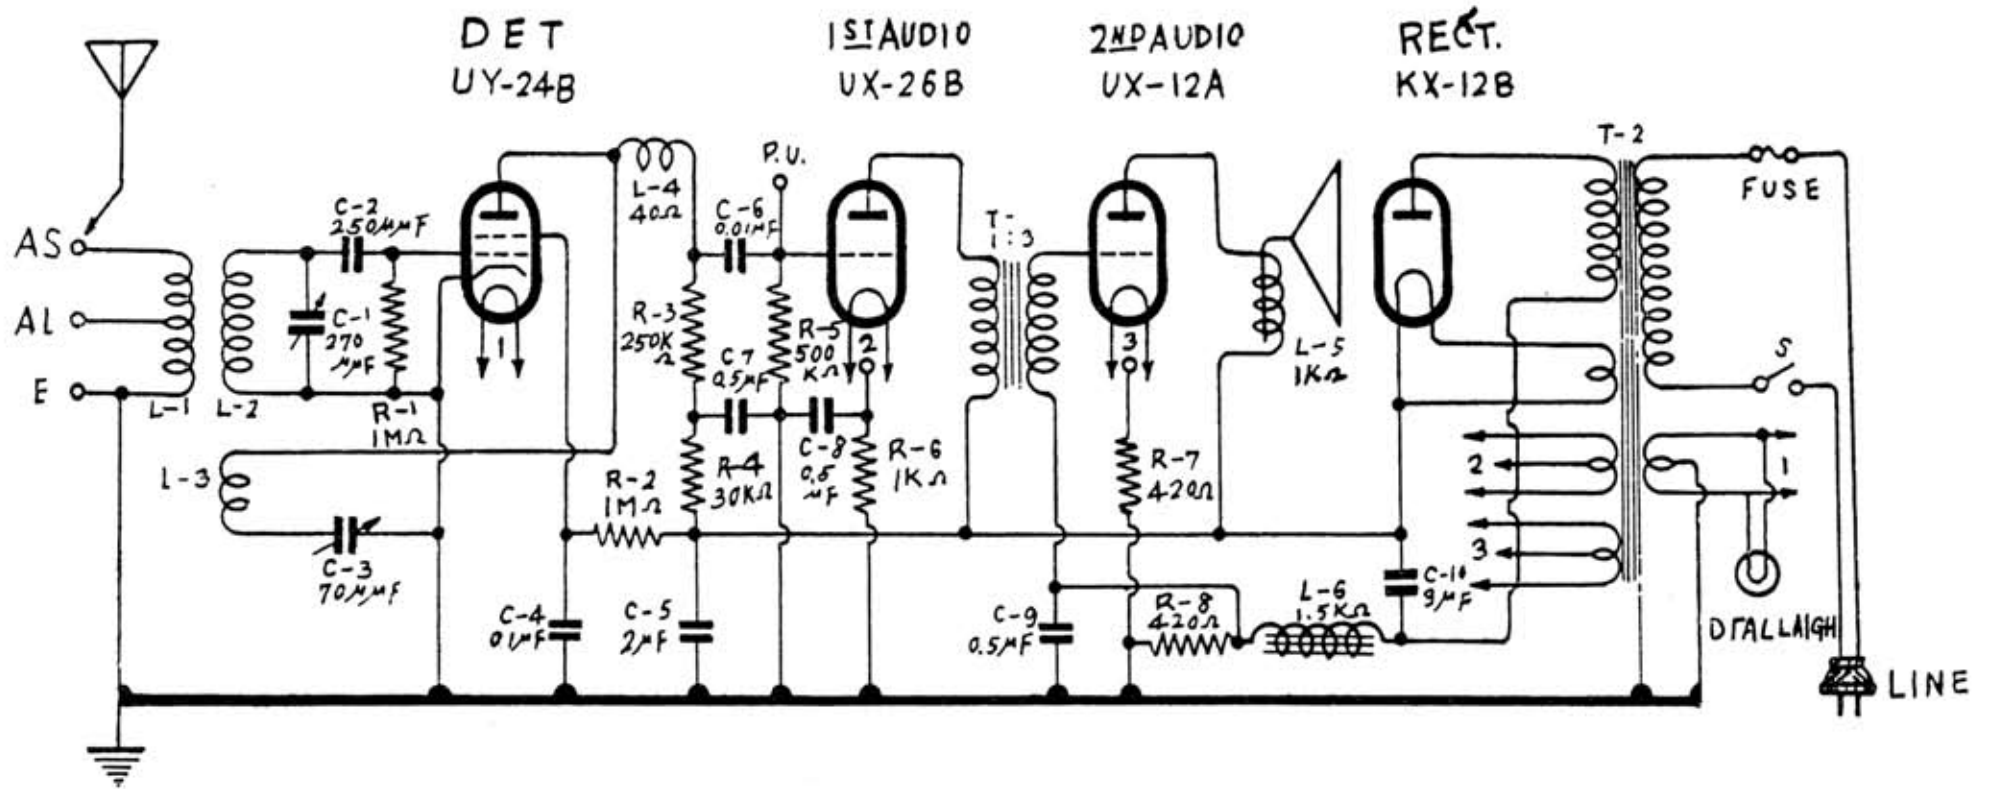 DET
UY-24B
1ST AUDIO
UX-26B
2ND AUDIO
UX-12A
RECT.
KX-12B
T-2
FUSE
P.U.
L-4
40Ω
C-2
250μμF
C-6
0.01μF
T-
1:3
AS
AL
E
C-1
270
μμF
R-3
250K
Ω
R-5
500
KΩ
1
2
3
L-5
1KΩ
S
C7
0.5μF
L-1
L-2
R-1
1MΩ
L-3
R-2
1MΩ
R-4
30KΩ
C-8
0.5
μF
R-6
1KΩ
R-7
420Ω
2
3
1
C-3
70μμF
C-4
01μF
C-5
2μF
C-9
0.5μF
R-8
420Ω
L-6
1.5KΩ
C-10
9μF
DIALLAIGH
LINE